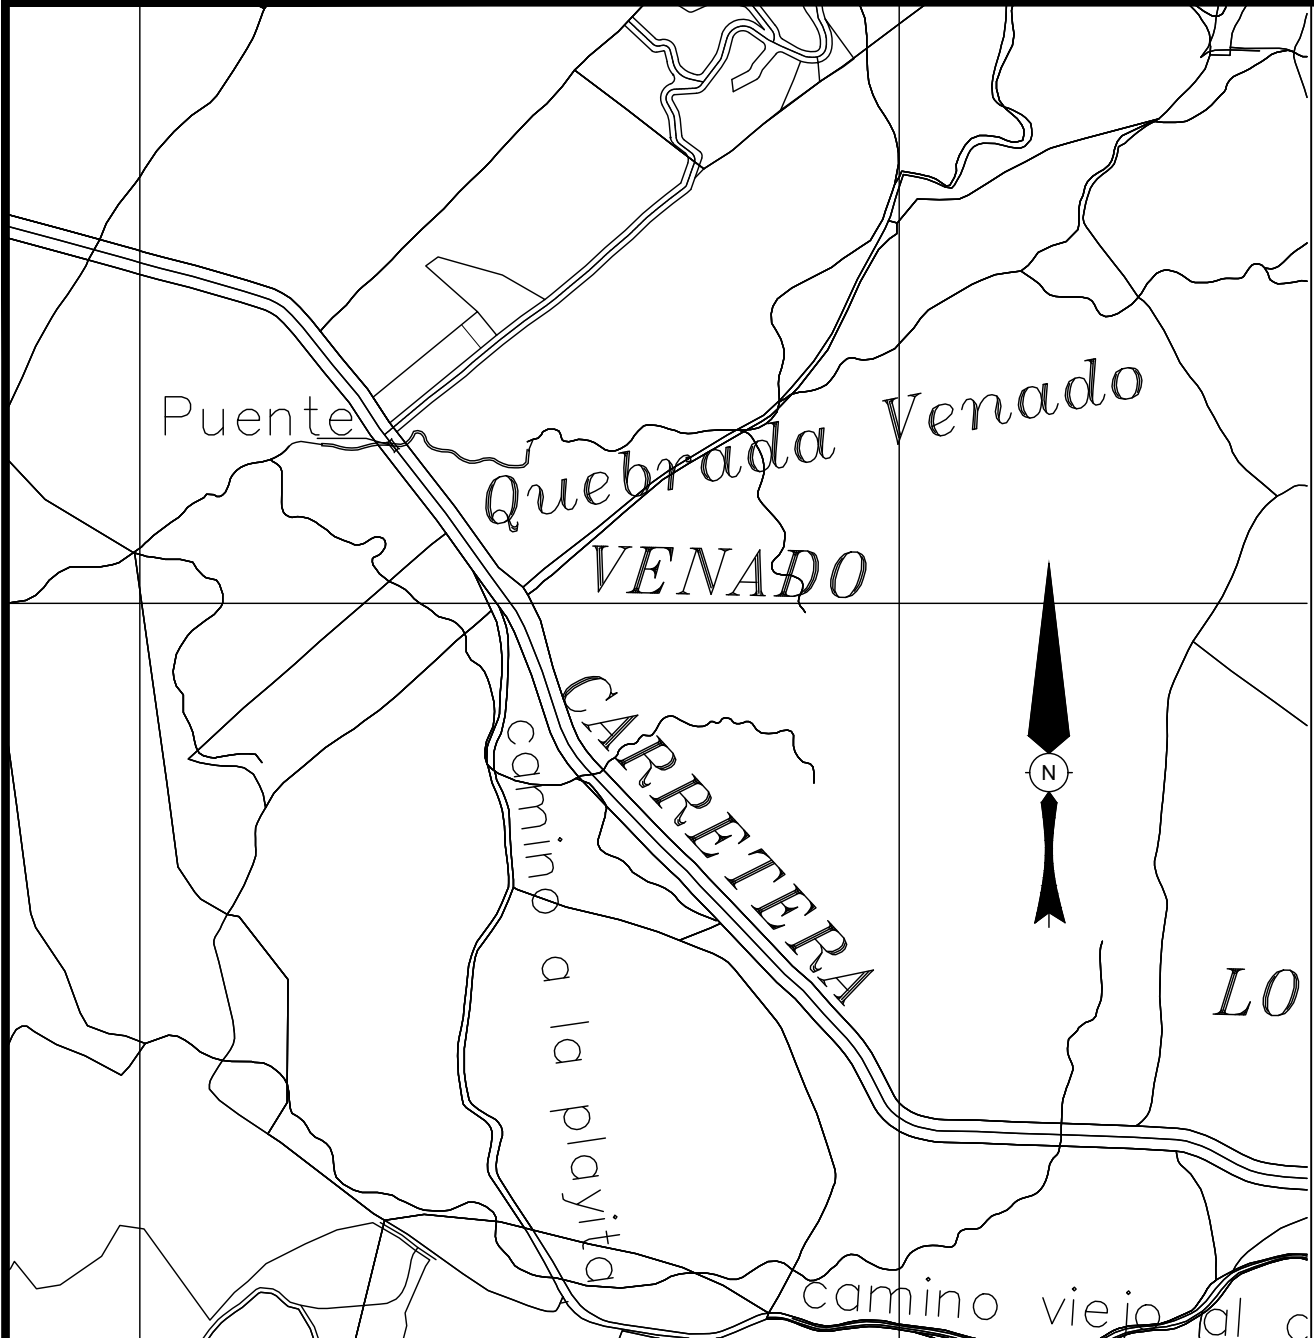 Puente
Quebrada Venado
VENADO
N
CARRETERA
camino a la playita
LO
camino viejo al